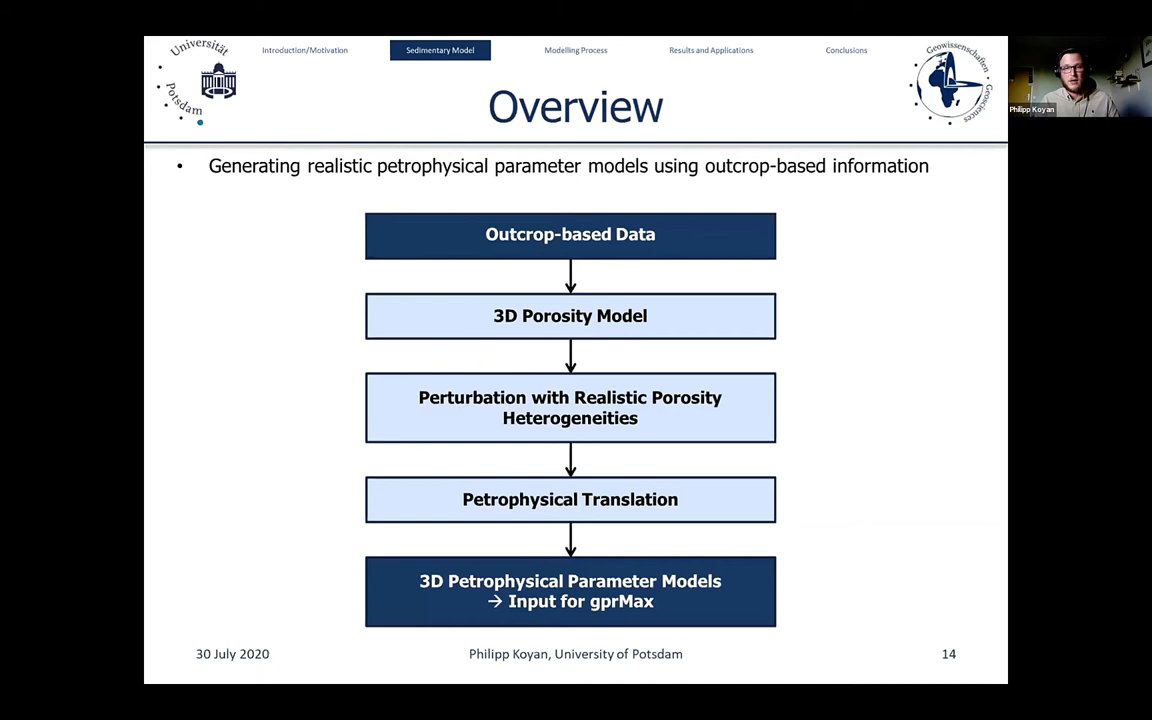 Universität
Potsdam
Introduction/Motivation
Sedimentary Model
Modelling Process
Results and Applications
Conclusions
Geowissenschaften
Geosciences
Philipp Koyan
Overview
• Generating realistic petrophysical parameter models using outcrop-based information
Outcrop-based Data
3D Porosity Model
Perturbation with Realistic Porosity
Heterogeneities
Petrophysical Translation
3D Petrophysical Parameter Models
→ Input for gprMax
30 July 2020
Philipp Koyan, University of Potsdam
14